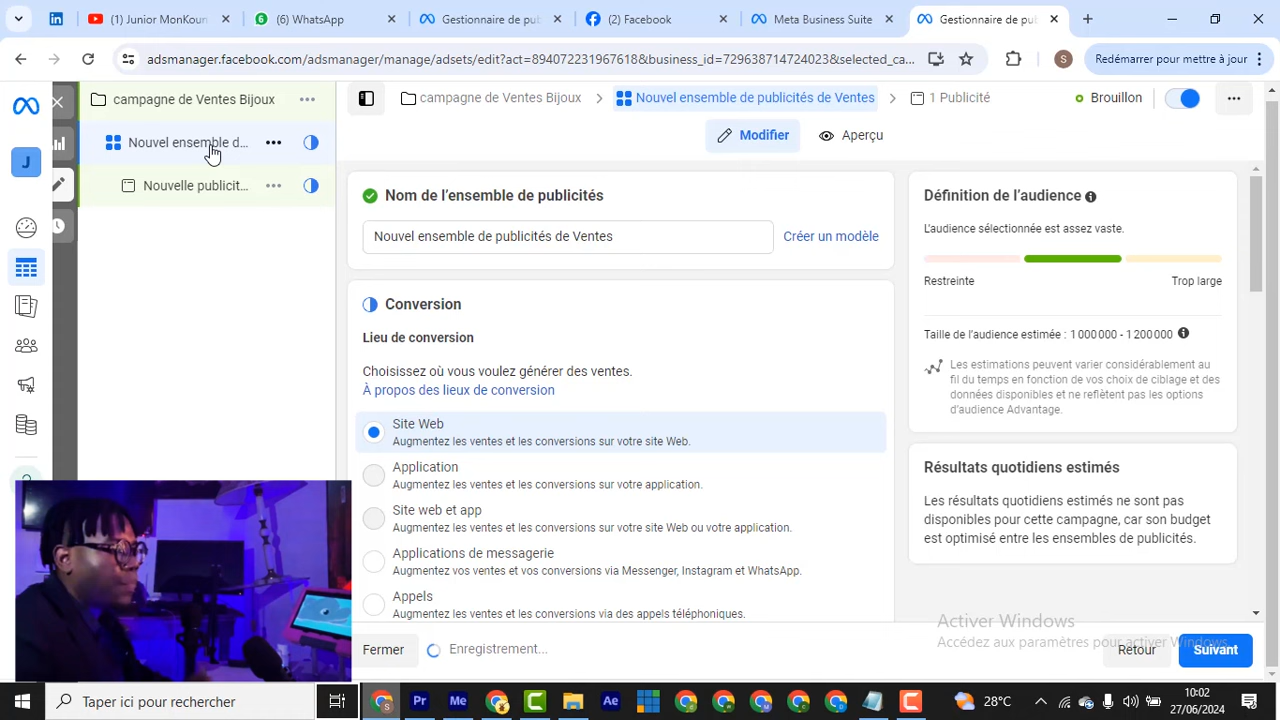 (1) Junior MonKour
(6) WhatsApp
Gestionnaire de pu
(2) Facebook
Meta Business Suite
Gestionnaire de pu
adsmanager.facebook.com/adsmanager/manage/adsets/edit?act=894072231967618&business_id=729638714724023&selected_ca...
S
Redémarrer pour mettre à jour
campagne de Ventes Bijoux
campagne de Ventes Bijoux
Nouvel ensemble de publicités de Ventes
1 Publicité
Brouillon
J
Nouvel ensemble d...
Nouvelle publicit...
Modifier
Aperçu
Nom de l'ensemble de publicités
Nouvel ensemble de publicités de Ventes
Créer un modèle
Conversion
Lieu de conversion
Choisissez où vous voulez générer des ventes.
À propos des lieux de conversion
Site Web
Augmentez les ventes et les conversions sur votre site Web.
Application
Augmentez les ventes et les conversions sur votre application.
Site web et app
Augmentez les ventes et les conversions sur votre site Web ou votre application.
Applications de messagerie
Augmentez vos ventes et vos conversions via Messenger, Instagram et WhatsApp.
Appels
Augmentez les ventes et les conversions via des appels téléphoniques.
Définition de l'audience
L'audience sélectionnée est assez vaste.
Restreinte
Trop large
Taille de l'audience estimée : 1 000 000 - 1 200 000
Les estimations peuvent varier considérablement au
fil du temps en fonction de vos choix de ciblage et des
données disponibles et ne reflètent pas les options
d'audience Advantage.
Résultats quotidiens estimés
Les résultats quotidiens estimés ne sont pas
disponibles pour cette campagne, car son budget
est optimisé entre les ensembles de publicités.
Activer Windows
Accédez aux paramètres pour activer Windows.
Fermer
Enregistrement...
Retour
Suivant
Taper ici pour rechercher
Pr
Me
Ae
28°C
10:02
27/06/2024